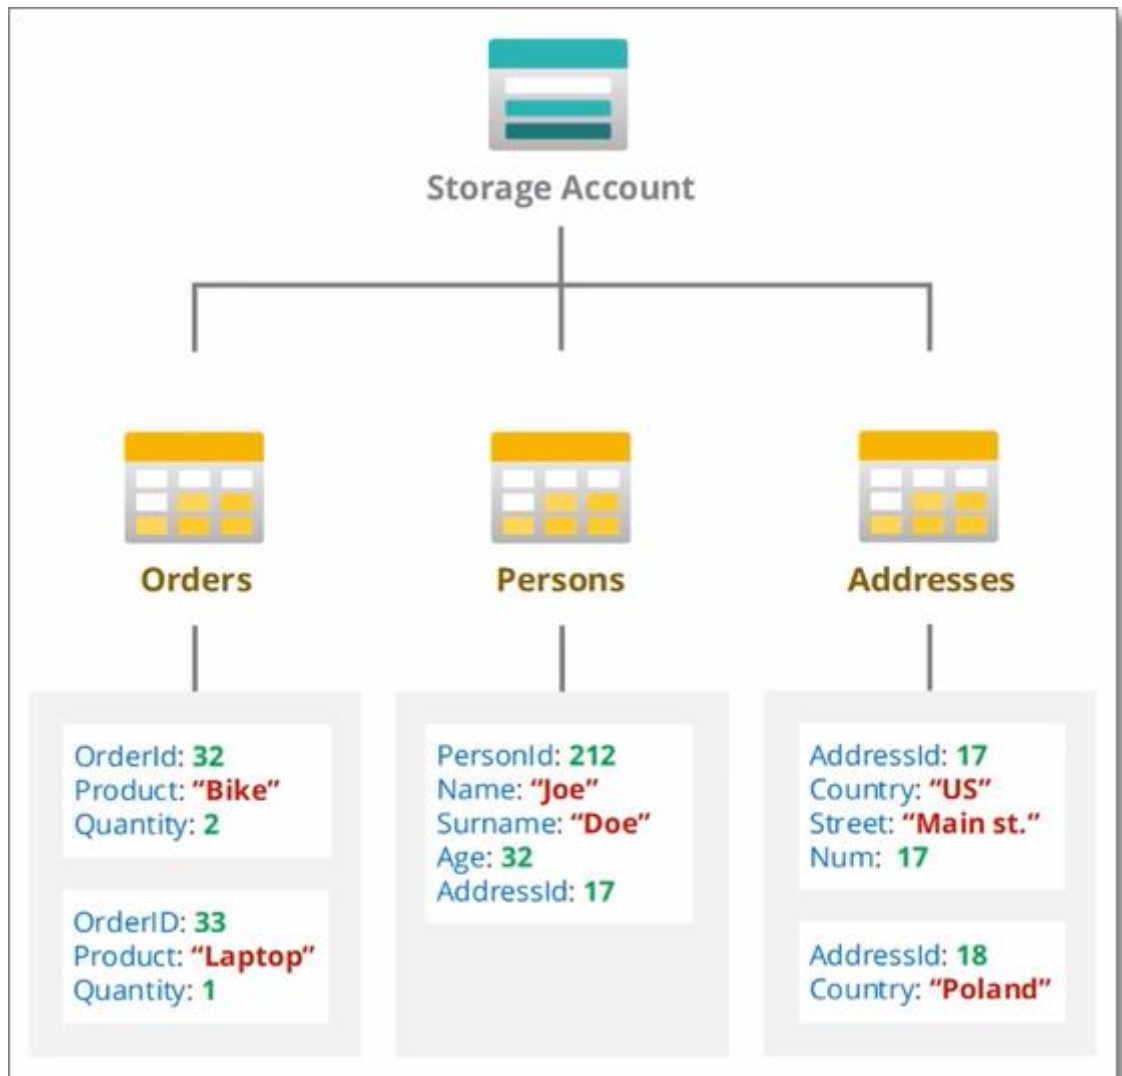 Storage Account
Orders
Persons
Addresses
OrderId: 32
Product: “Bike”
Quantity: 2
OrderID: 33
Product: “Laptop”
Quantity: 1
PersonId: 212
Name: “Joe”
Surname: “Doe”
Age: 32
AddressId: 17
AddressId: 17
Country: “US”
Street: “Main st.”
Num: 17
AddressId: 18
Country: “Poland”